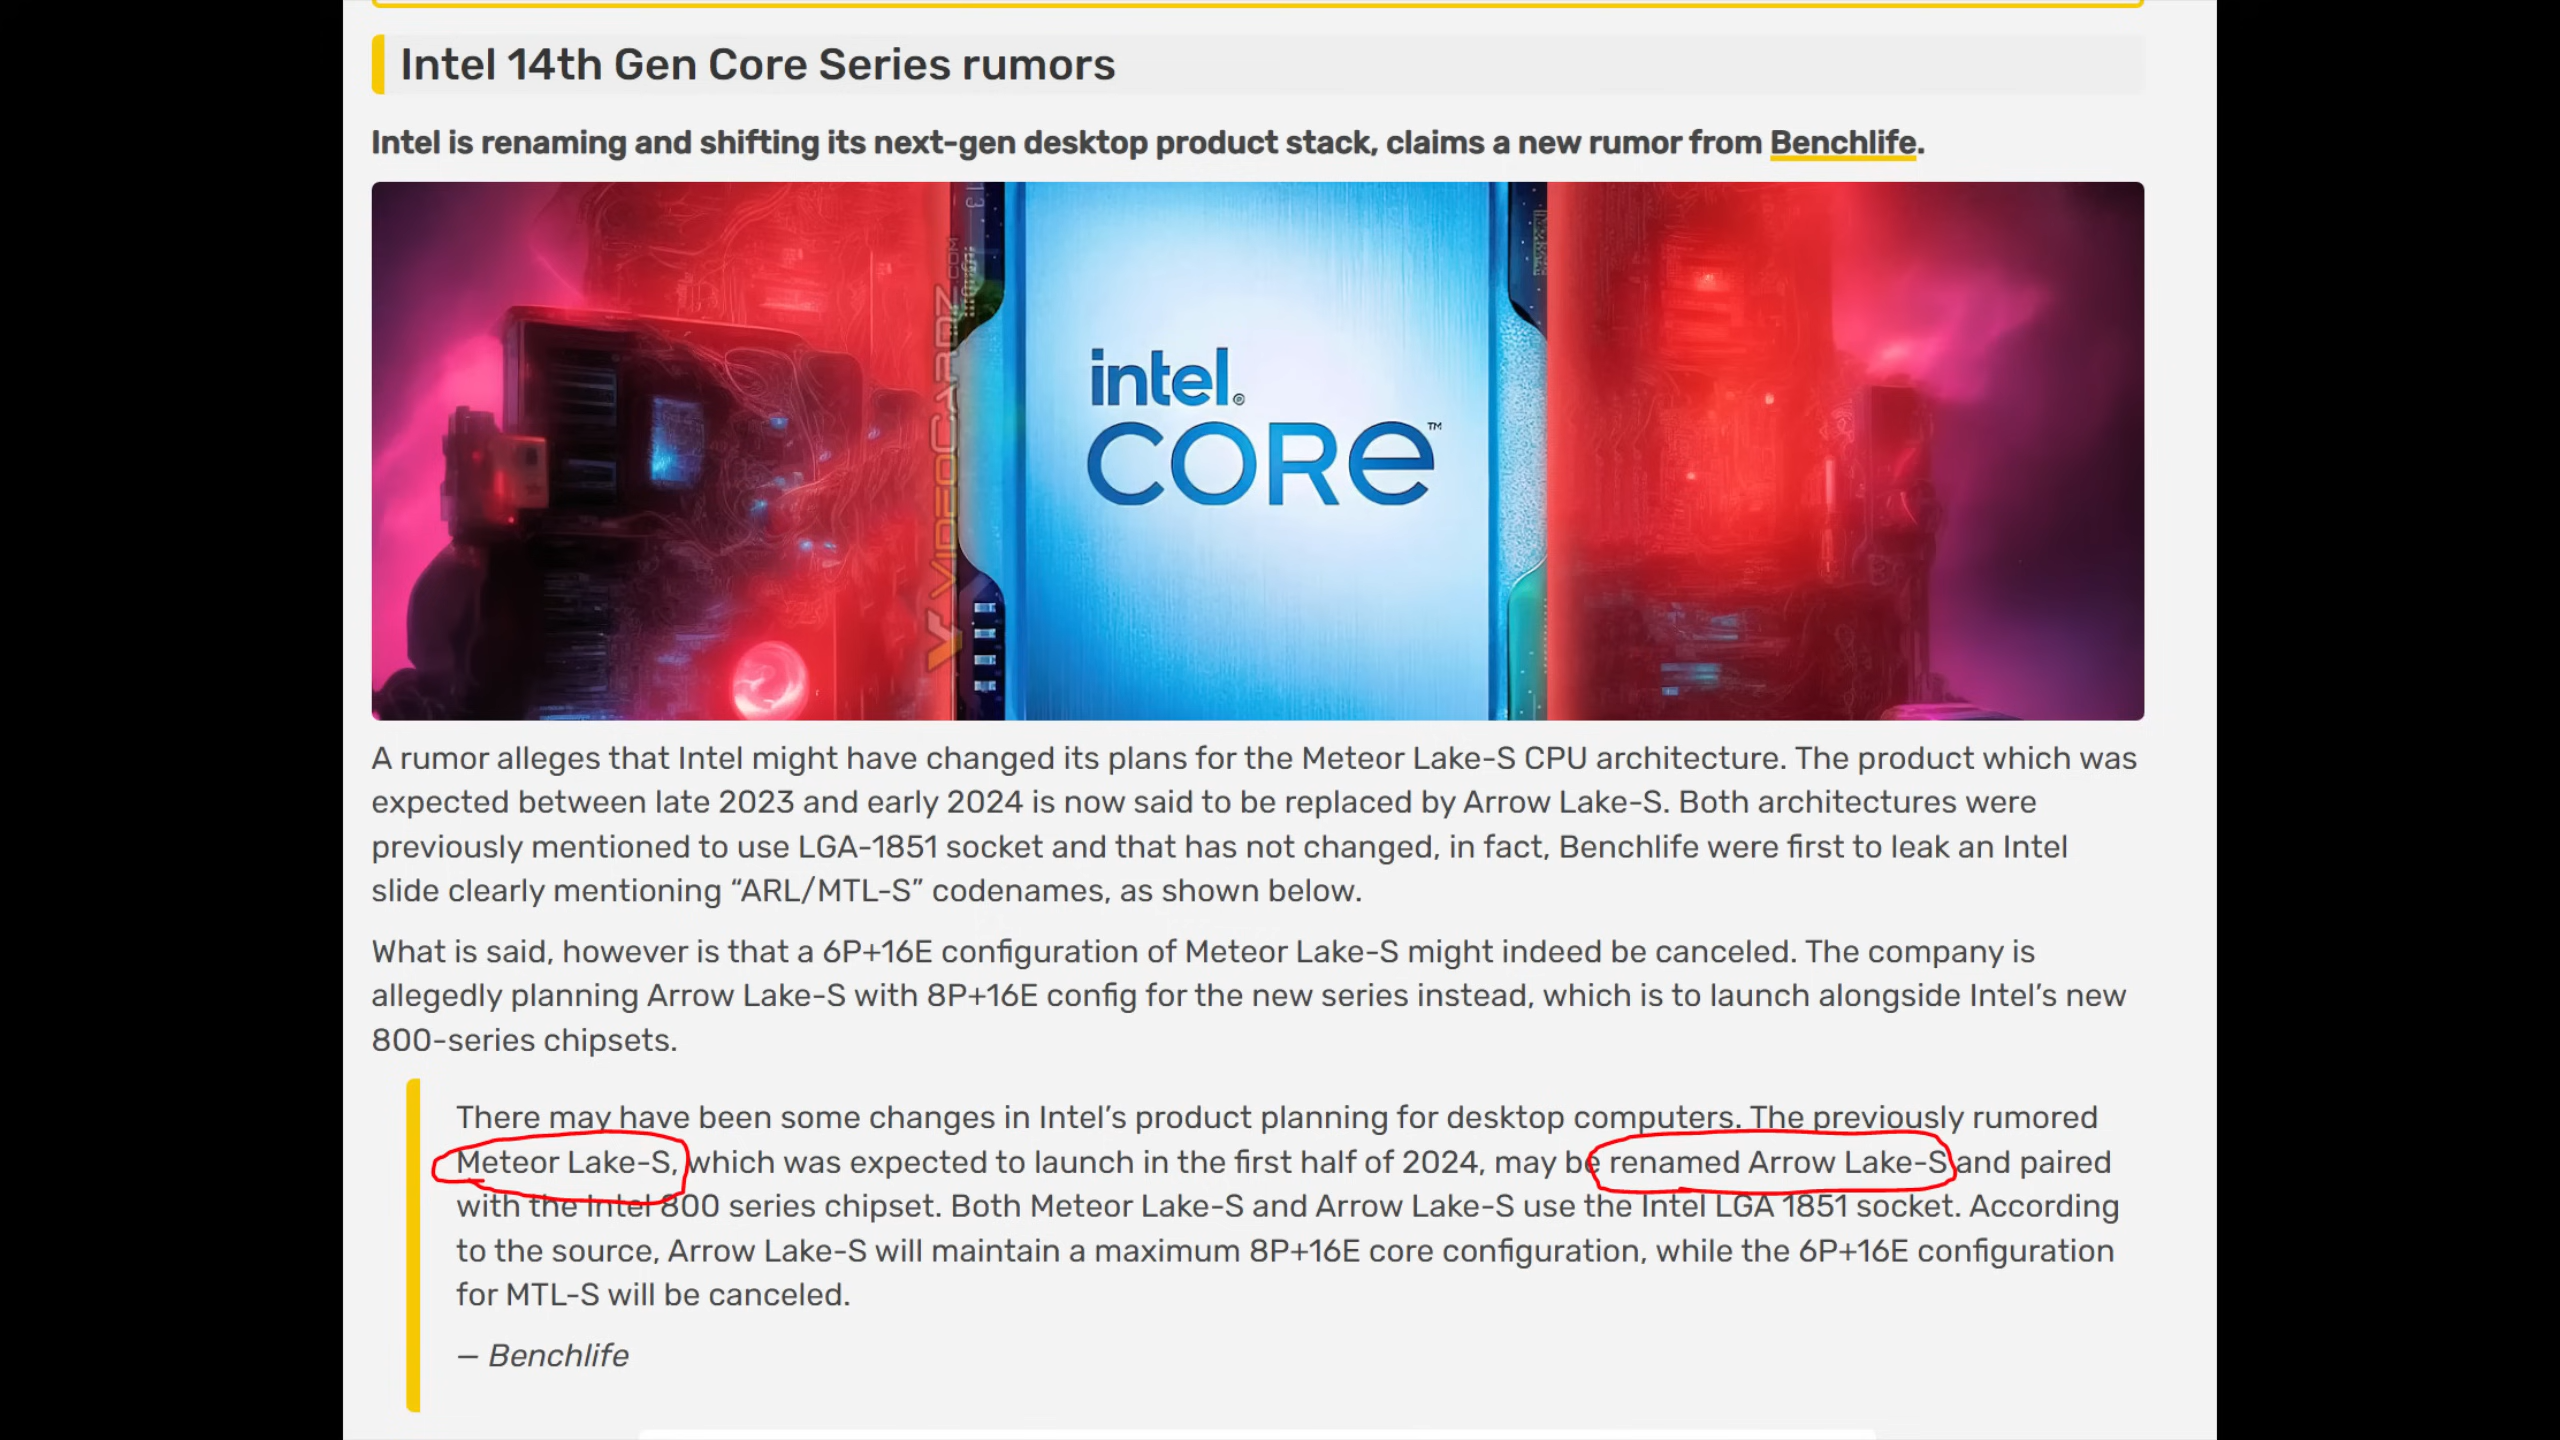 Intel 14th Gen Core Series rumors
Intel is renaming and shifting its next-gen desktop product stack, claims a new rumor from Benchlife.
13
VIDEOCARDZ.COM
intel®
CORe™
A rumor alleges that Intel might have changed its plans for the Meteor Lake-S CPU architecture. The product which was
expected between late 2023 and early 2024 is now said to be replaced by Arrow Lake-S. Both architectures were
previously mentioned to use LGA-1851 socket and that has not changed, in fact, Benchlife were first to leak an Intel
slide clearly mentioning “ARL/MTL-S” codenames, as shown below.
What is said, however is that a 6P+16E configuration of Meteor Lake-S might indeed be canceled. The company is
allegedly planning Arrow Lake-S with 8P+16E config for the new series instead, which is to launch alongside Intel’s new
800-series chipsets.
There may have been some changes in Intel’s product planning for desktop computers. The previously rumored
Meteor Lake-S, which was expected to launch in the first half of 2024, may be renamed Arrow Lake-S and paired
with the Intel 800 series chipset. Both Meteor Lake-S and Arrow Lake-S use the Intel LGA 1851 socket. According
to the source, Arrow Lake-S will maintain a maximum 8P+16E core configuration, while the 6P+16E configuration
for MTL-S will be canceled.
— Benchlife